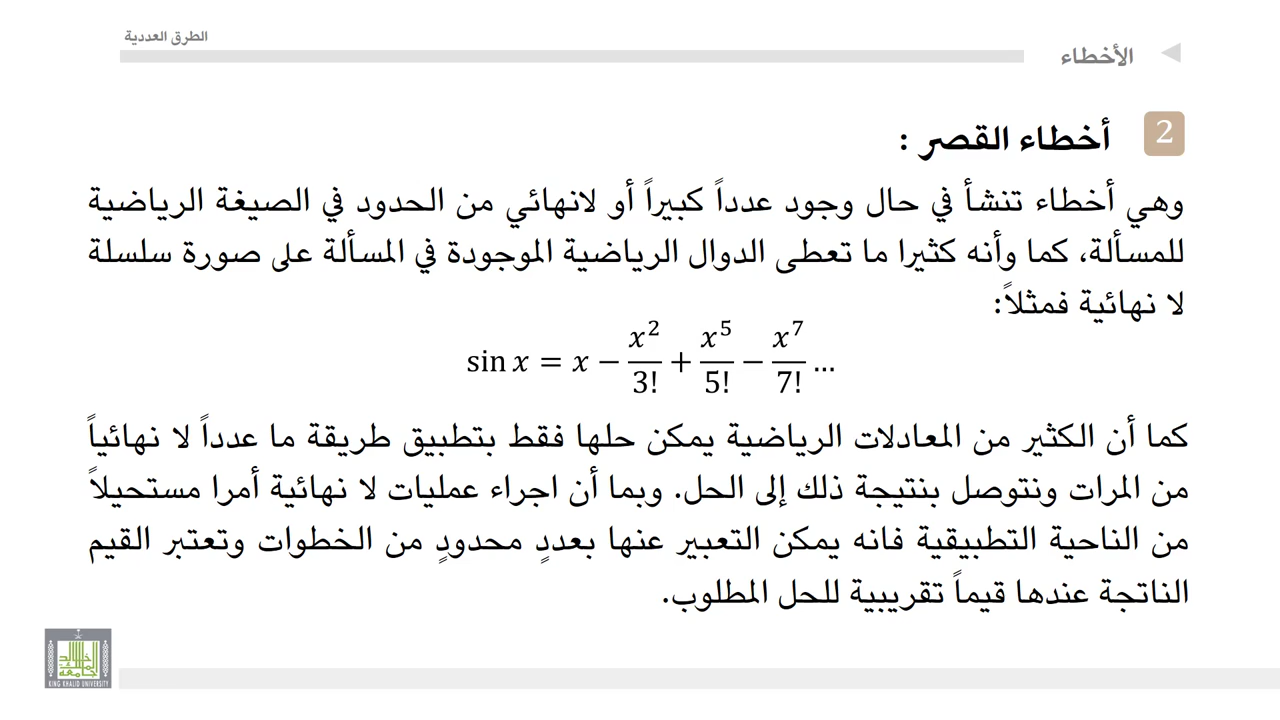 الطرق العددية
الأخطاء
2 أخطاء القصر :
وهي أخطاء تنشأ في حال وجود عدداً كبيراً أو لانهائي من الحدود في الصيغة الرياضية
للمسألة، كما وأنه كثيرا ما تعطى الدوال الرياضية الموجودة في المسألة على صورة سلسلة
لا نهائية فمثلاً:
sin x = x − x²/3! + x⁵/5! − x⁷/7! ...
كما أن الكثير من المعادلات الرياضية يمكن حلها فقط بتطبيق طريقة ما عدداً لا نهائياً
من المرات ونتوصل بنتيجة ذلك إلى الحل. وبما أن اجراء عمليات لا نهائية أمرا مستحيلاً
من الناحية التطبيقية فانه يمكن التعبير عنها بعددٍ محدودٍ من الخطوات وتعتبر القيم
الناتجة عندها قيماً تقريبية للحل المطلوب.
KING KHALID UNIVERSITY